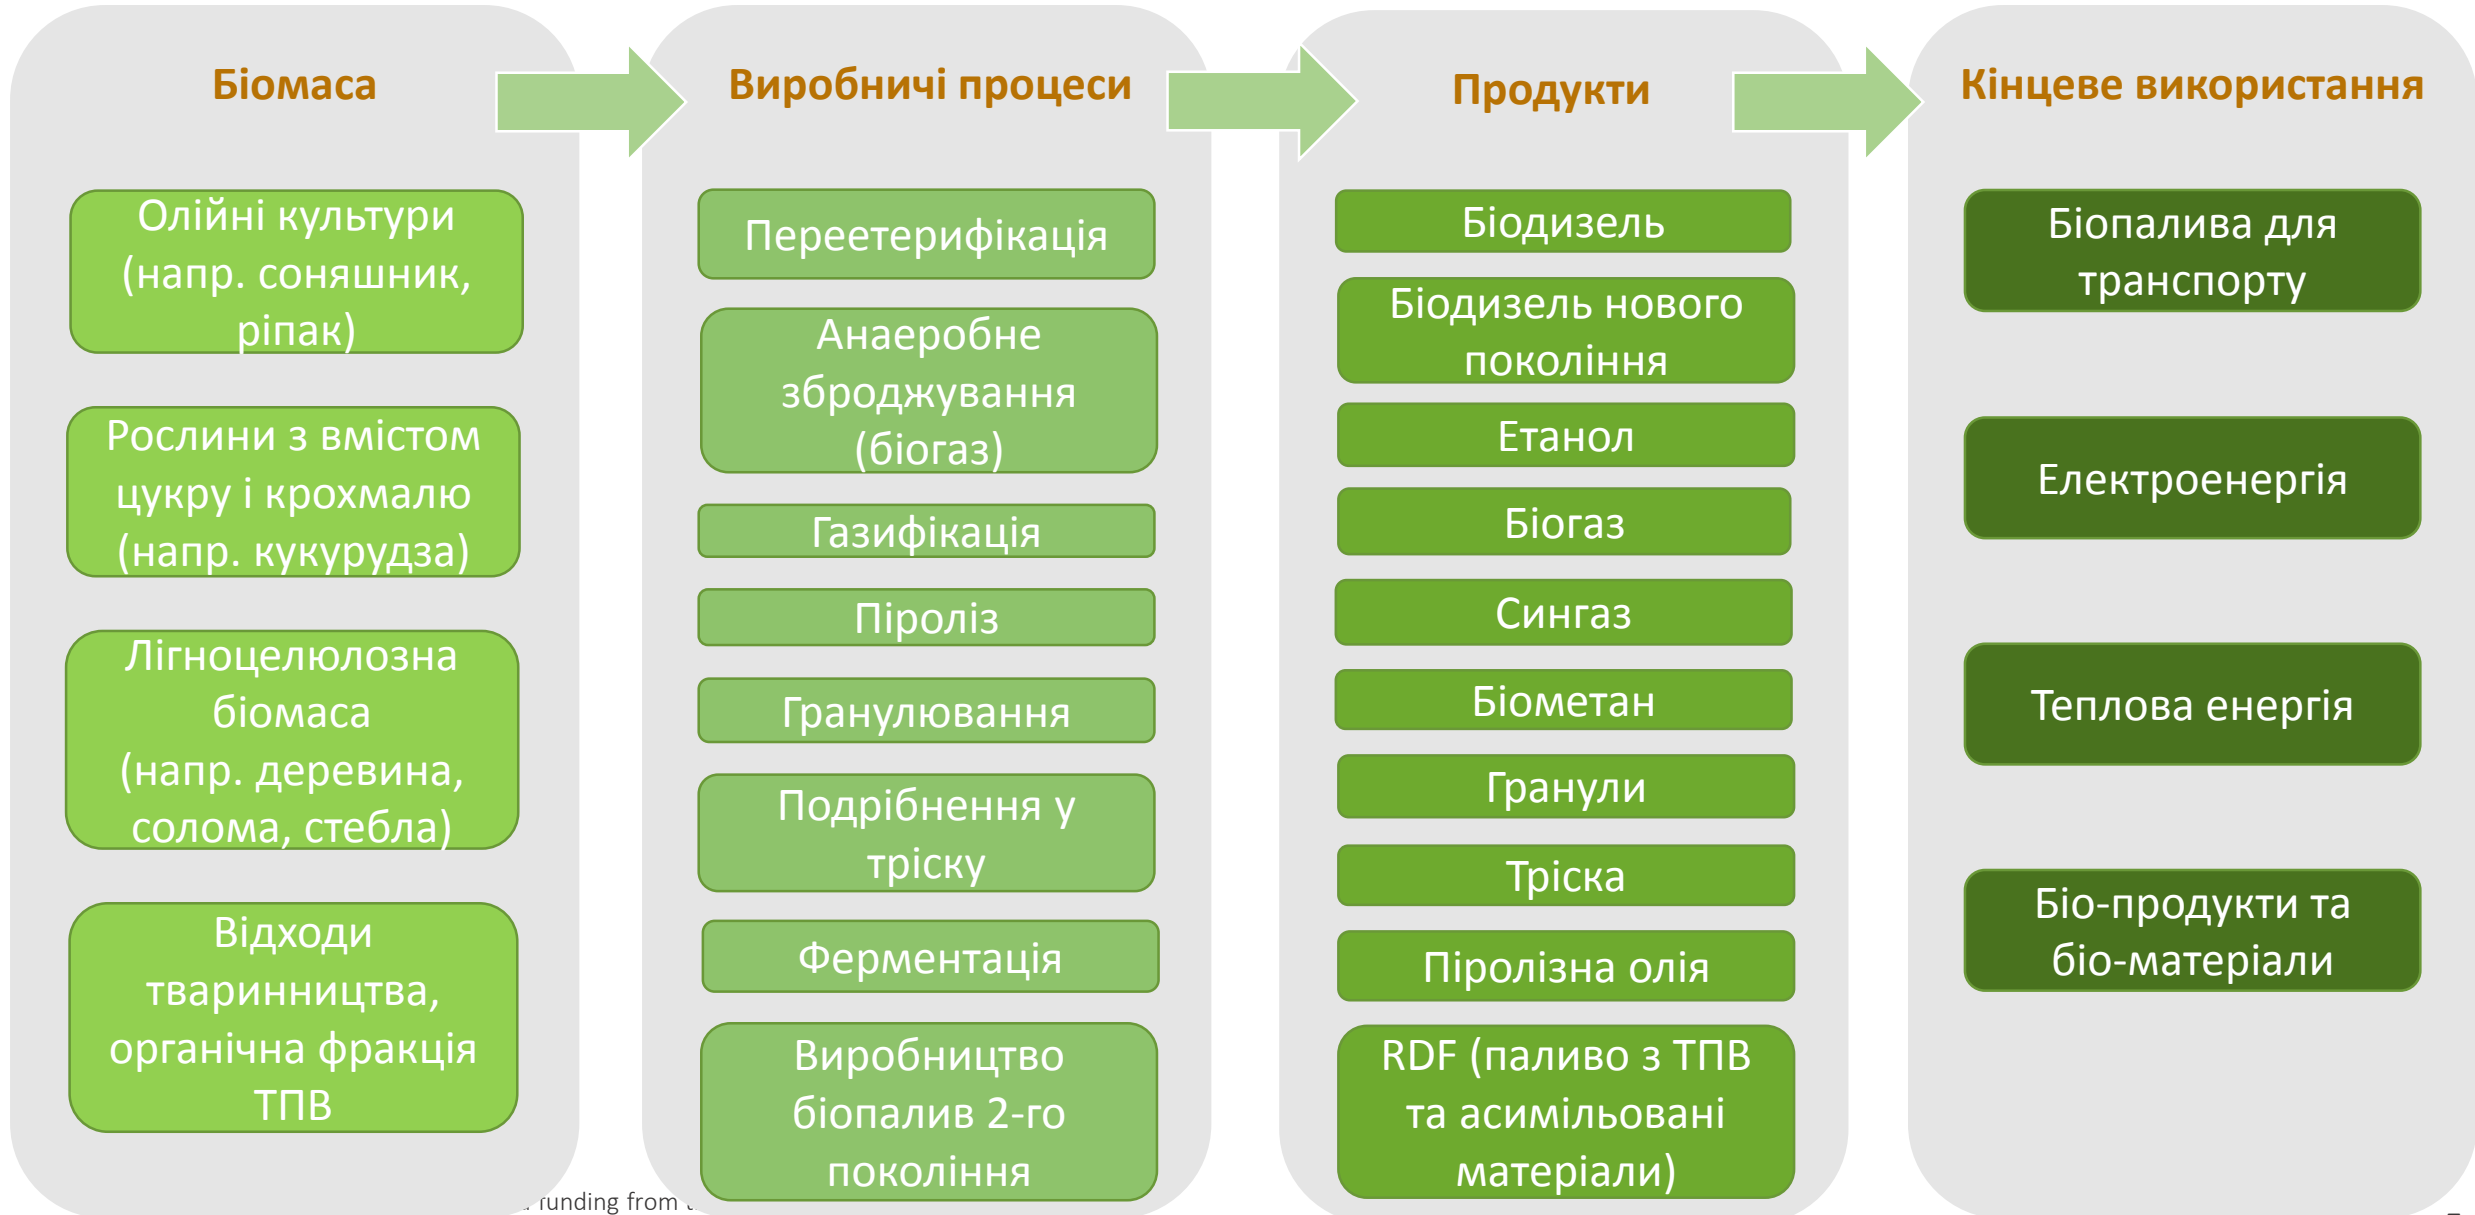 Біомаса
Олійні культури
(напр. соняшник,
ріпак)
Рослини з вмістом
цукру і крохмалю
(напр. кукурудза)
Лігноцелюлозна
біомаса
(напр. деревина,
солома, стебла)
Відходи
тваринництва,
органічна фракція
ТПВ
Виробничі процеси
Переетерифікація
Анаеробне
зброджування
(біогаз)
Газифікація
Піроліз
Гранулювання
Подрібнення у
тріску
Ферментація
Виробництво
біопалив 2-го
покоління
Продукти
Біодизель
Біодизель нового
покоління
Етанол
Біогаз
Сингаз
Біометан
Гранули
Тріска
Піролізна олія
RDF (паливо з ТПВ
та асимільовані
матеріали)
Кінцеве використання
Біопалива для
транспорту
Електроенергія
Теплова енергія
Біо-продукти та
біо-матеріали
funding from